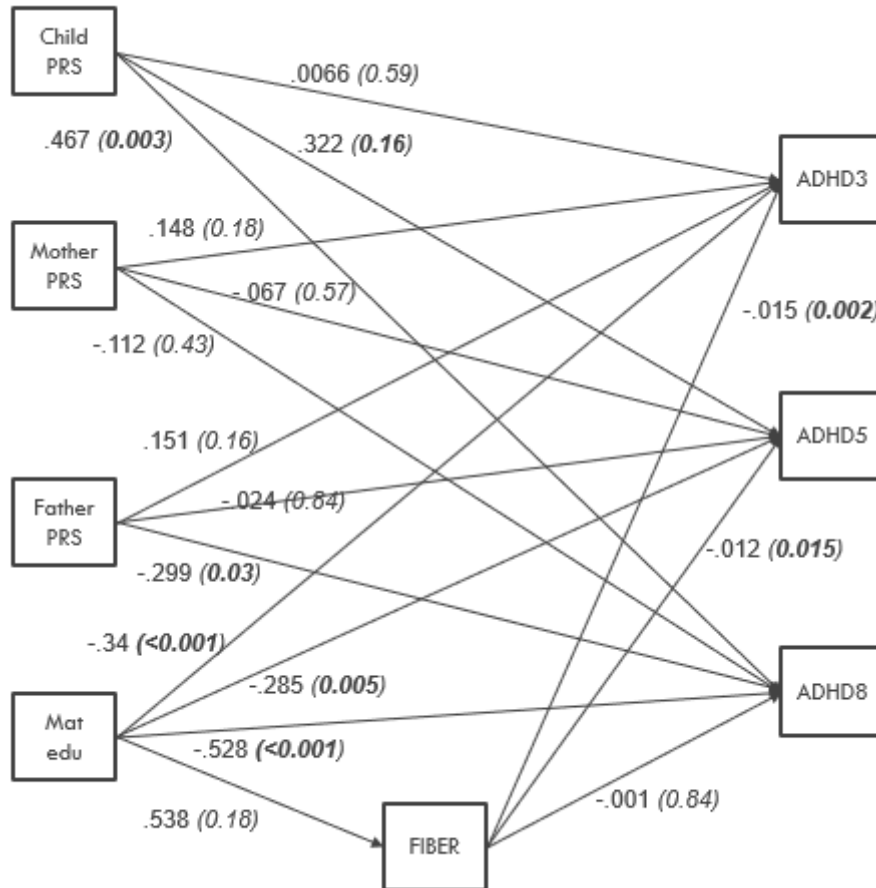 Child
PRS
.0066 (0.59)
.467 (0.003)
.322 (0.16)
ADHD3
Mother
PRS
.148 (0.18)
-.067 (0.57)
-.015 (0.002)
-.112 (0.43)
ADHD5
.151 (0.16)
Father
PRS
-.024 (0.84)
-.012 (0.015)
-.299 (0.03)
-.34 (<0.001)
-.285 (0.005)
ADHD8
Mat
edu
-.528 (<0.001)
-.001 (0.84)
.538 (0.18)
FIBER